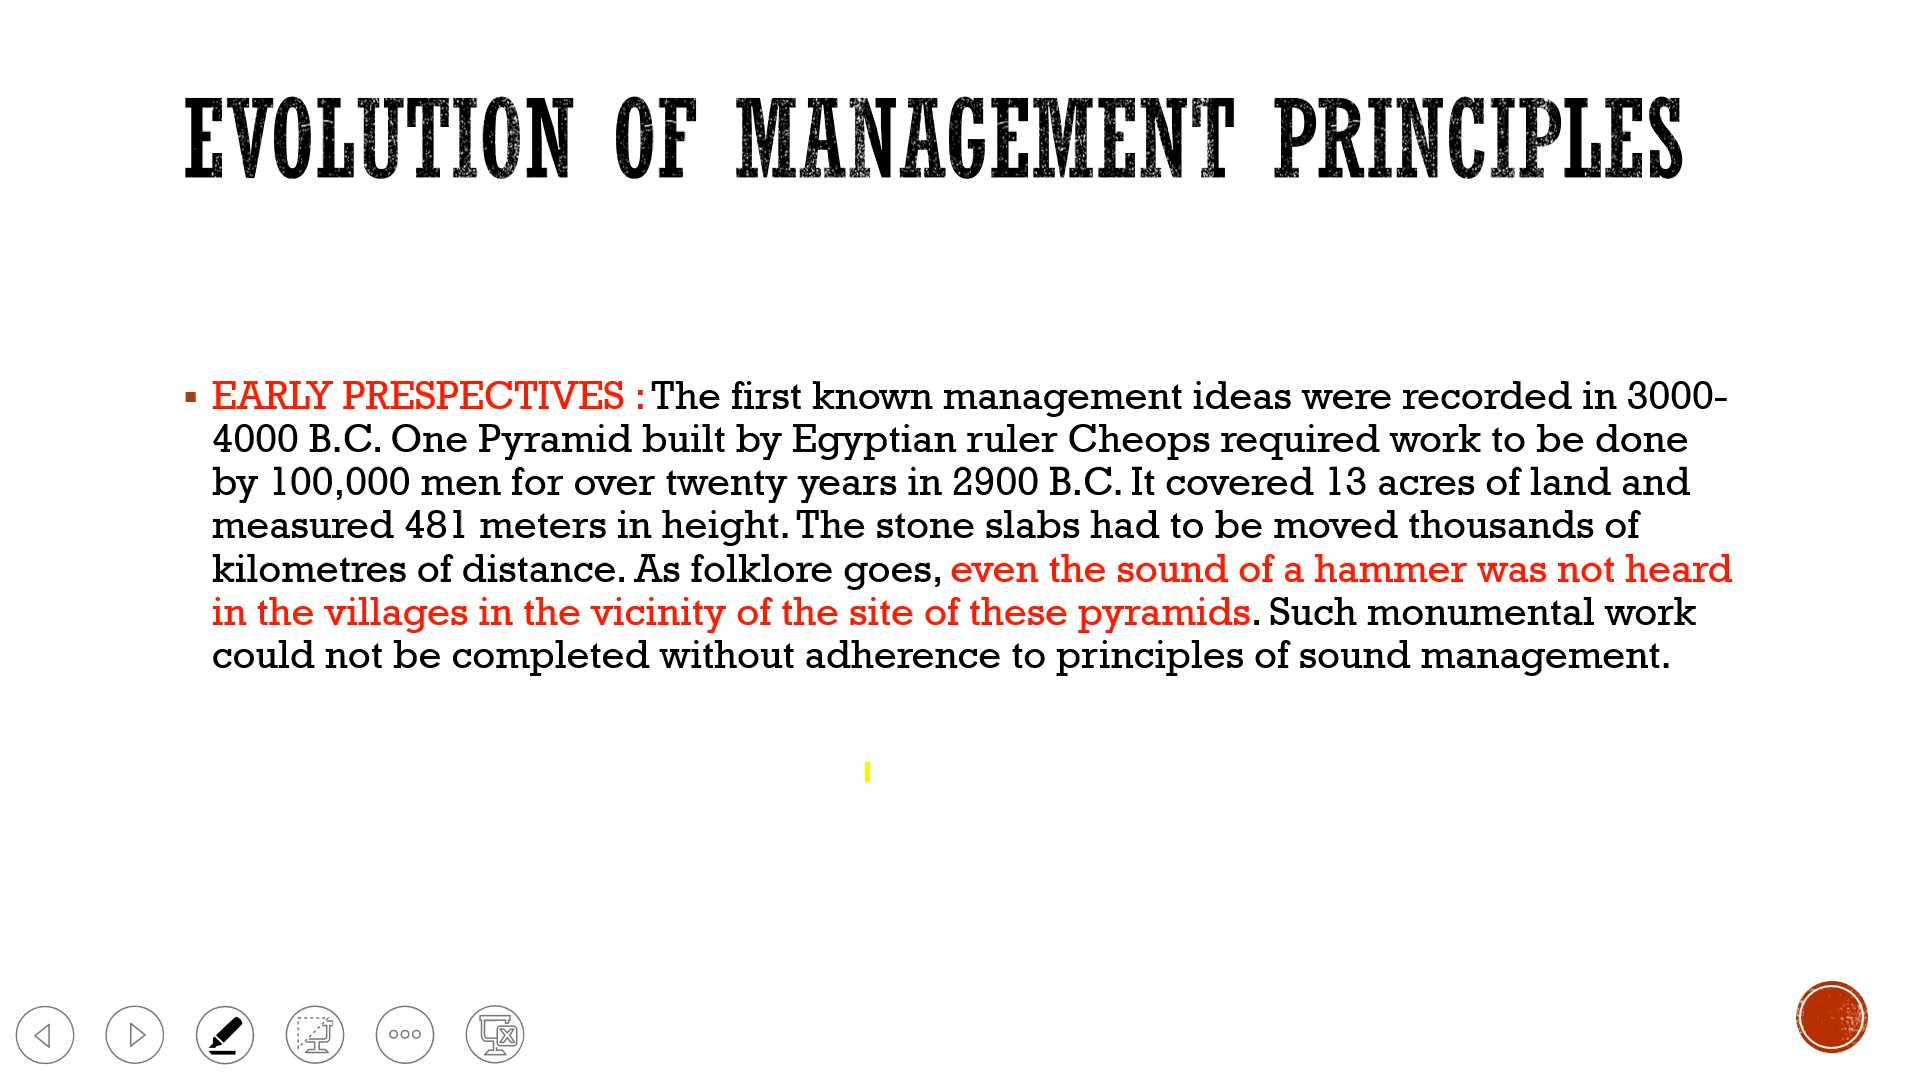 EVOLUTION OF MANAGEMENT PRINCIPLES
▪ EARLY PRESPECTIVES : The first known management ideas were recorded in 3000-
4000 B.C. One Pyramid built by Egyptian ruler Cheops required work to be done
by 100,000 men for over twenty years in 2900 B.C. It covered 13 acres of land and
measured 481 meters in height. The stone slabs had to be moved thousands of
kilometres of distance. As folklore goes, even the sound of a hammer was not heard
in the villages in the vicinity of the site of these pyramids. Such monumental work
could not be completed without adherence to principles of sound management.